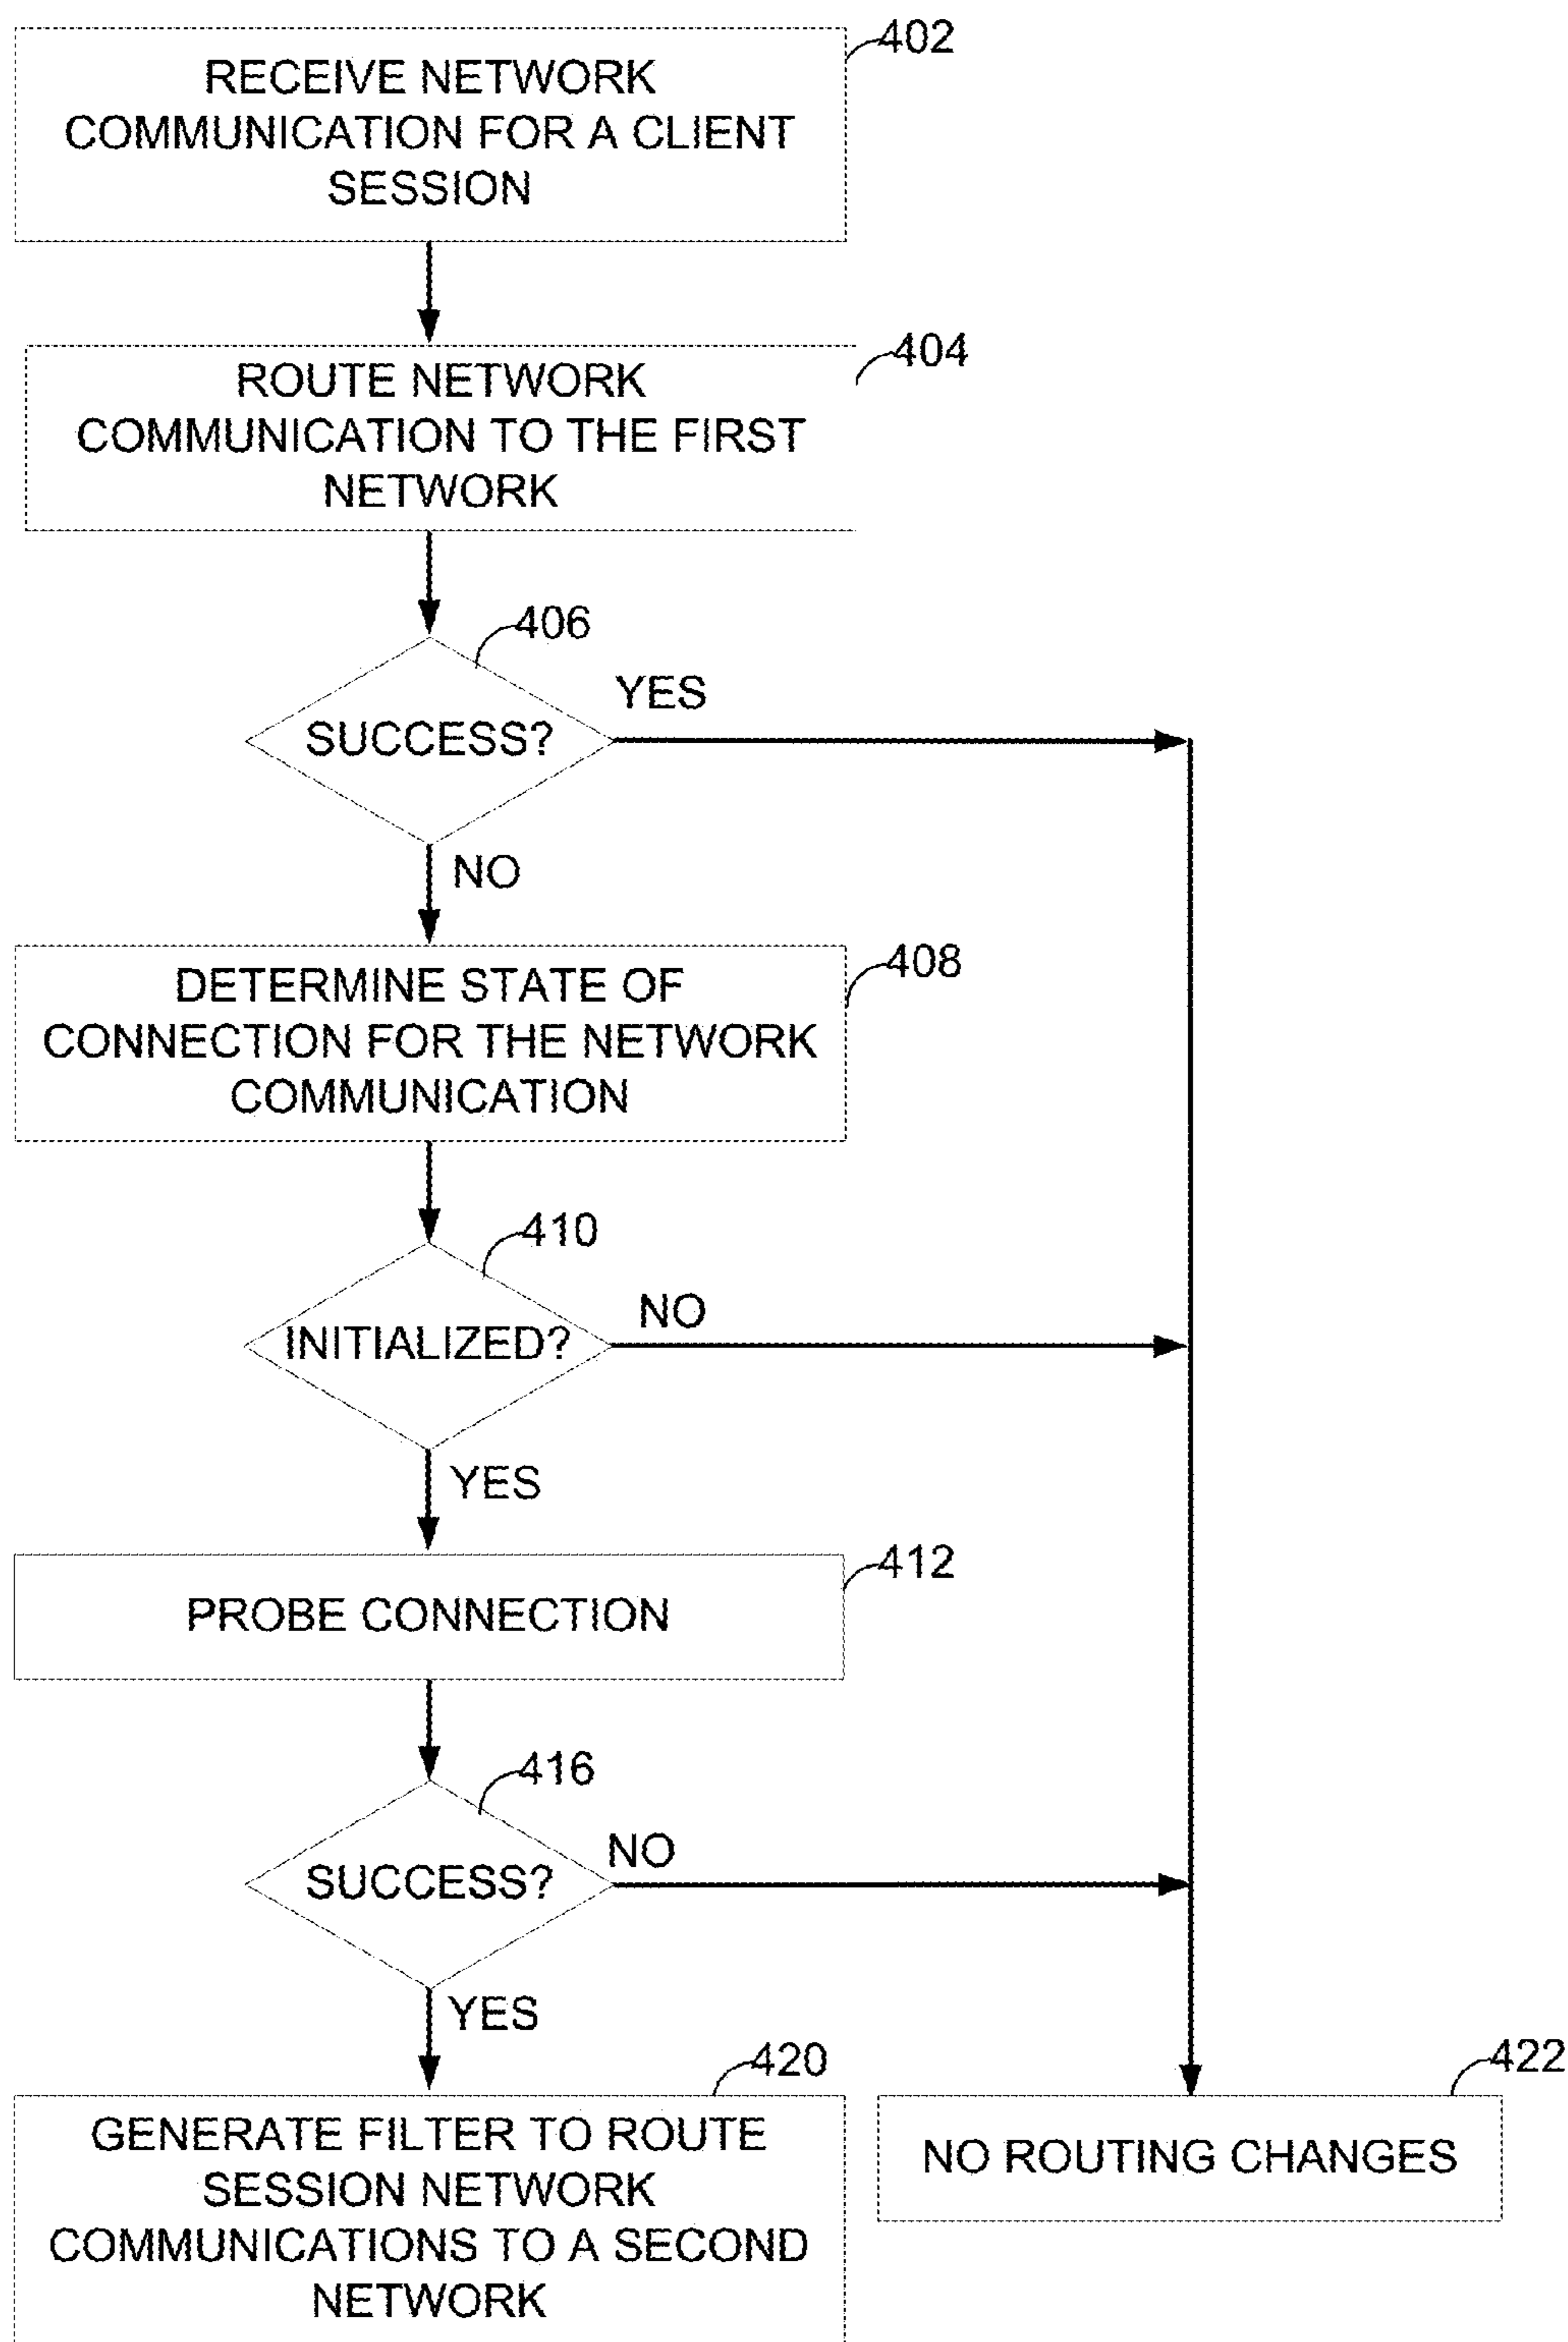 402
RECEIVE NETWORK
COMMUNICATION FOR A CLIENT
SESSION
404
ROUTE NETWORK
COMMUNICATION TO THE FIRST
NETWORK
406
YES
SUCCESS?
NO
408
DETERMINE STATE OF
CONNECTION FOR THE NETWORK
COMMUNICATION
410
NO
INITIALIZED?
YES
412
PROBE CONNECTION
416
NO
SUCCESS?
YES
420
422
GENERATE FILTER TO ROUTE
SESSION NETWORK
COMMUNICATIONS TO A SECOND
NETWORK
NO ROUTING CHANGES